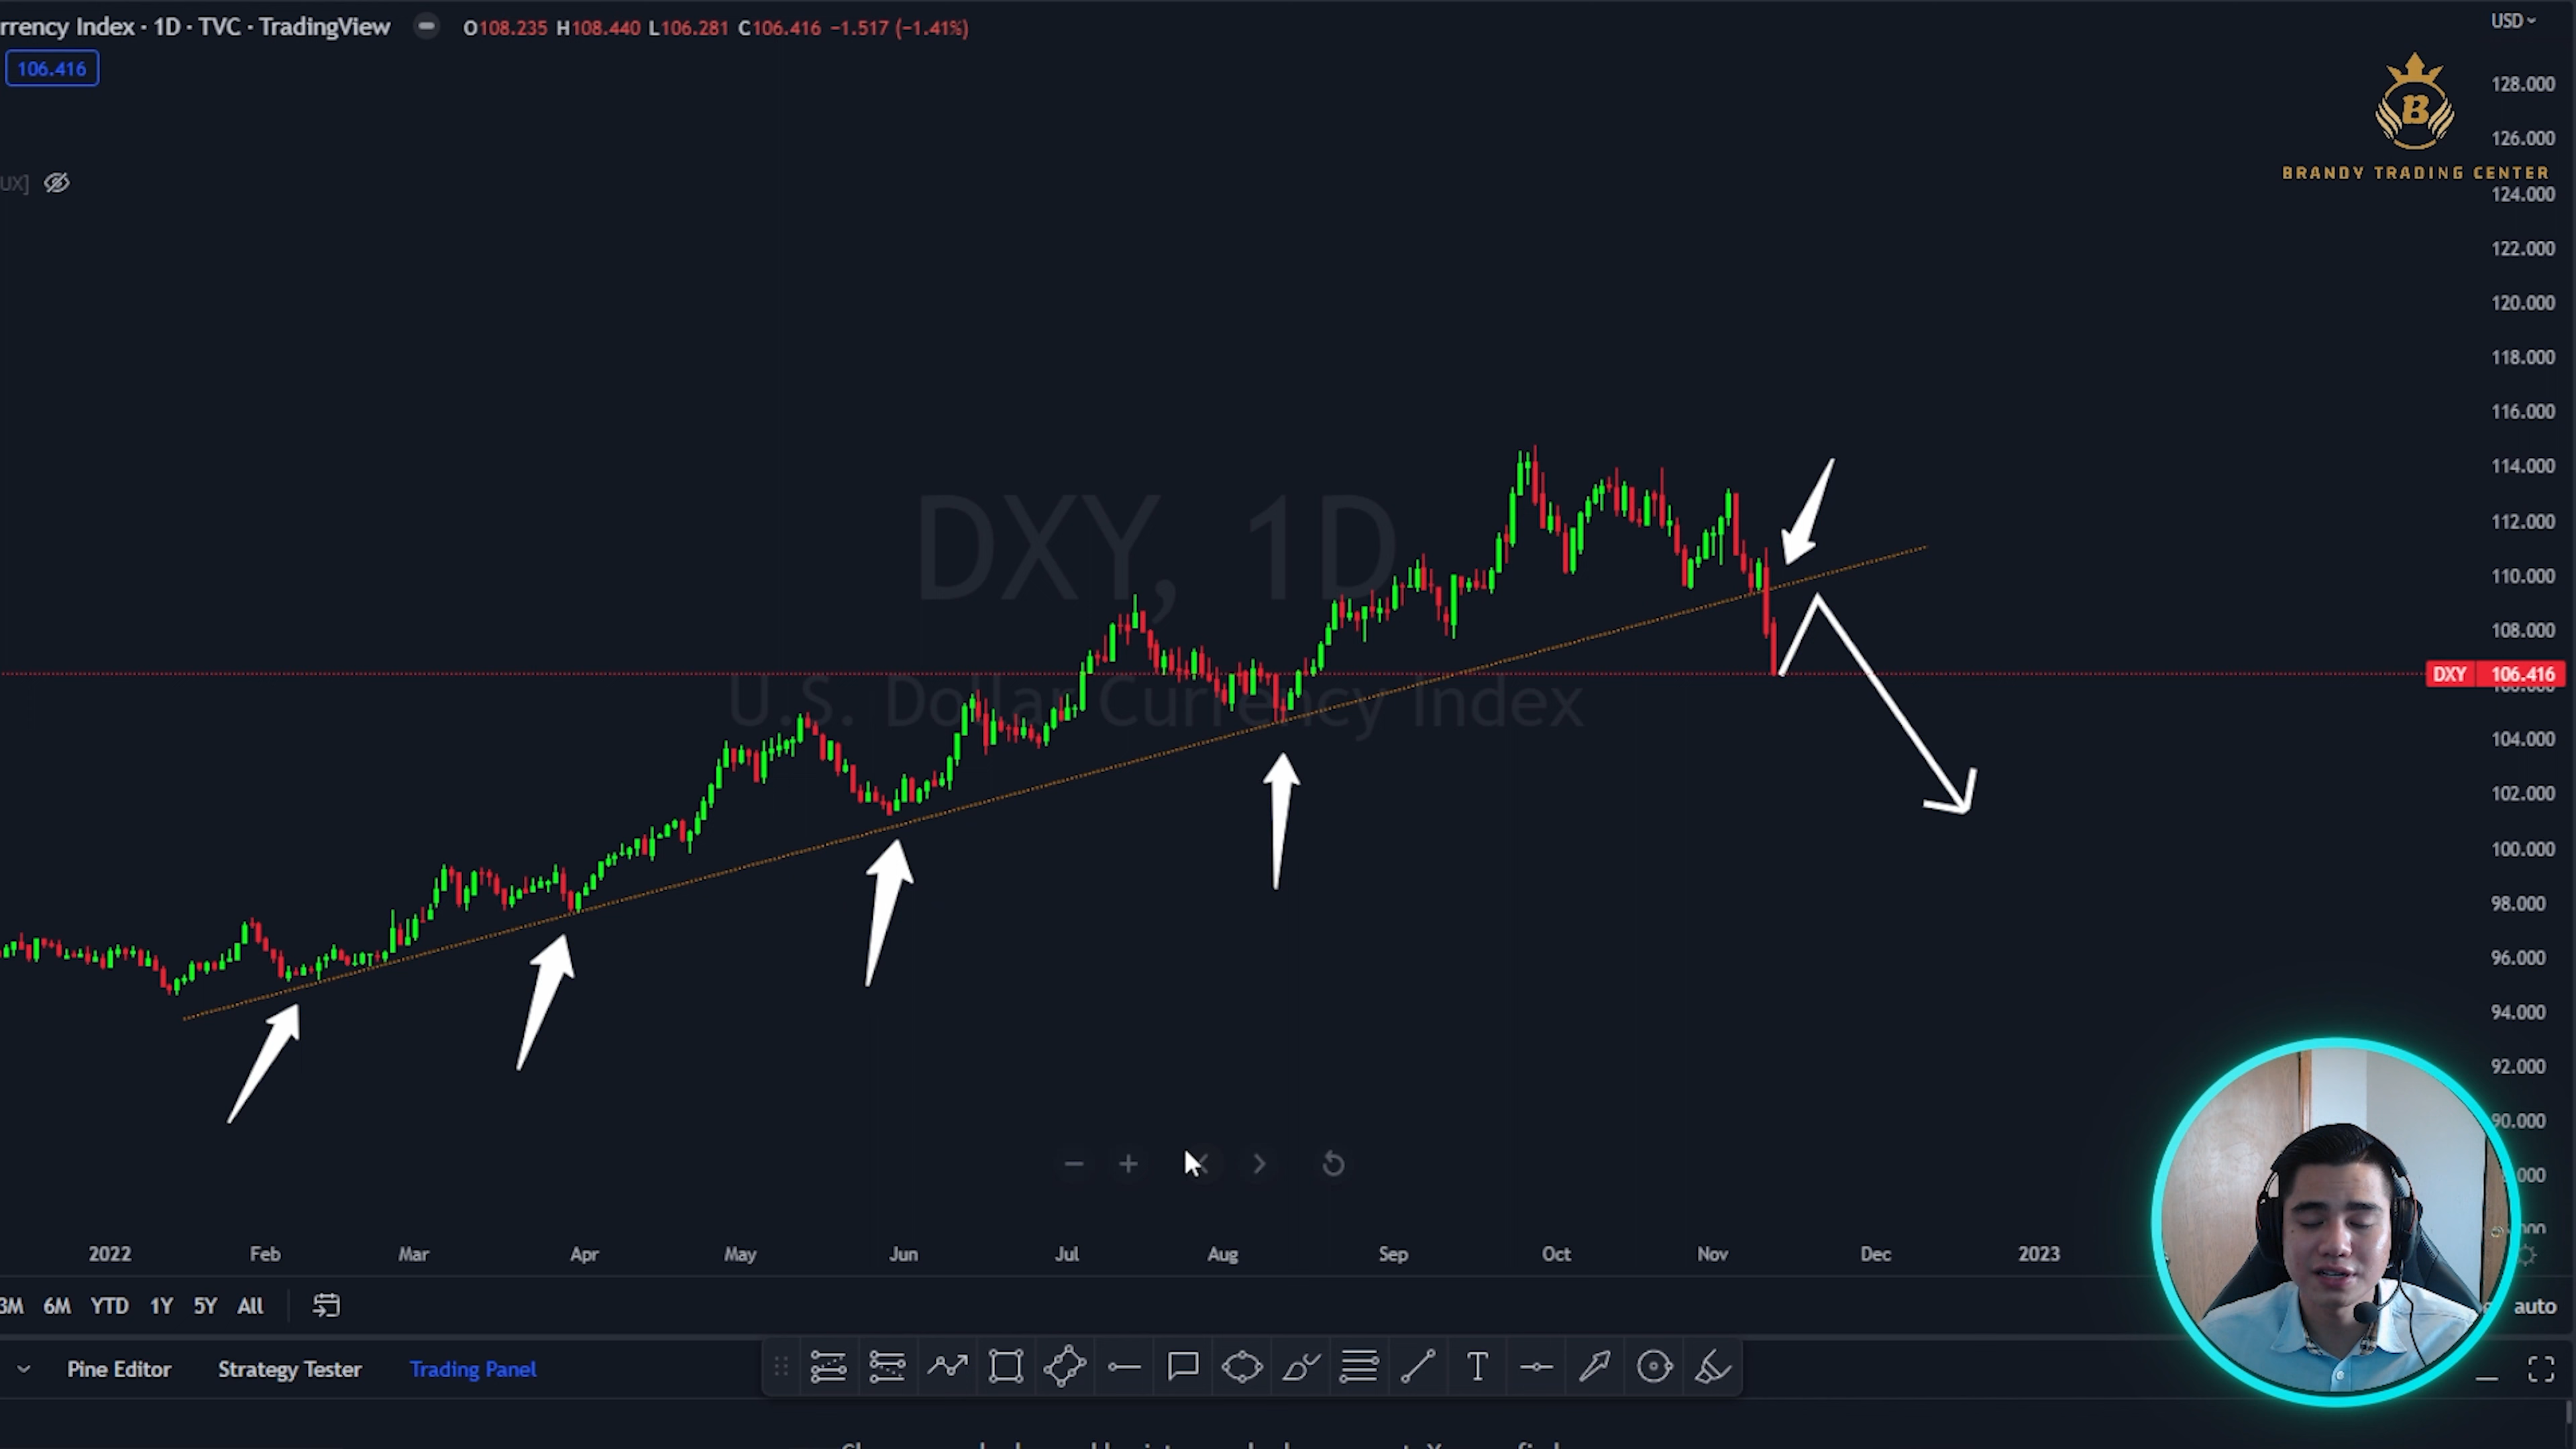 rrency Index · 1D · TVC · TradingView O108.235 H108.440 L106.281 C106.416 −1.517 (−1.41%)
USD
106.416
B
BRANDY TRADING CENTER
UX]
128.000
126.000
124.000
122.000
120.000
118.000
116.000
114.000
112.000
110.000
108.000
DXY 106.416
104.000
102.000
100.000
98.000
96.000
94.000
92.000
90.000
DXY, 1D
U.S. Dollar Currency Index
2022 Feb Mar Apr May Jun Jul Aug Sep Oct Nov Dec 2023
3M 6M YTD 1Y 5Y All
auto
Pine Editor Strategy Tester Trading Panel
T